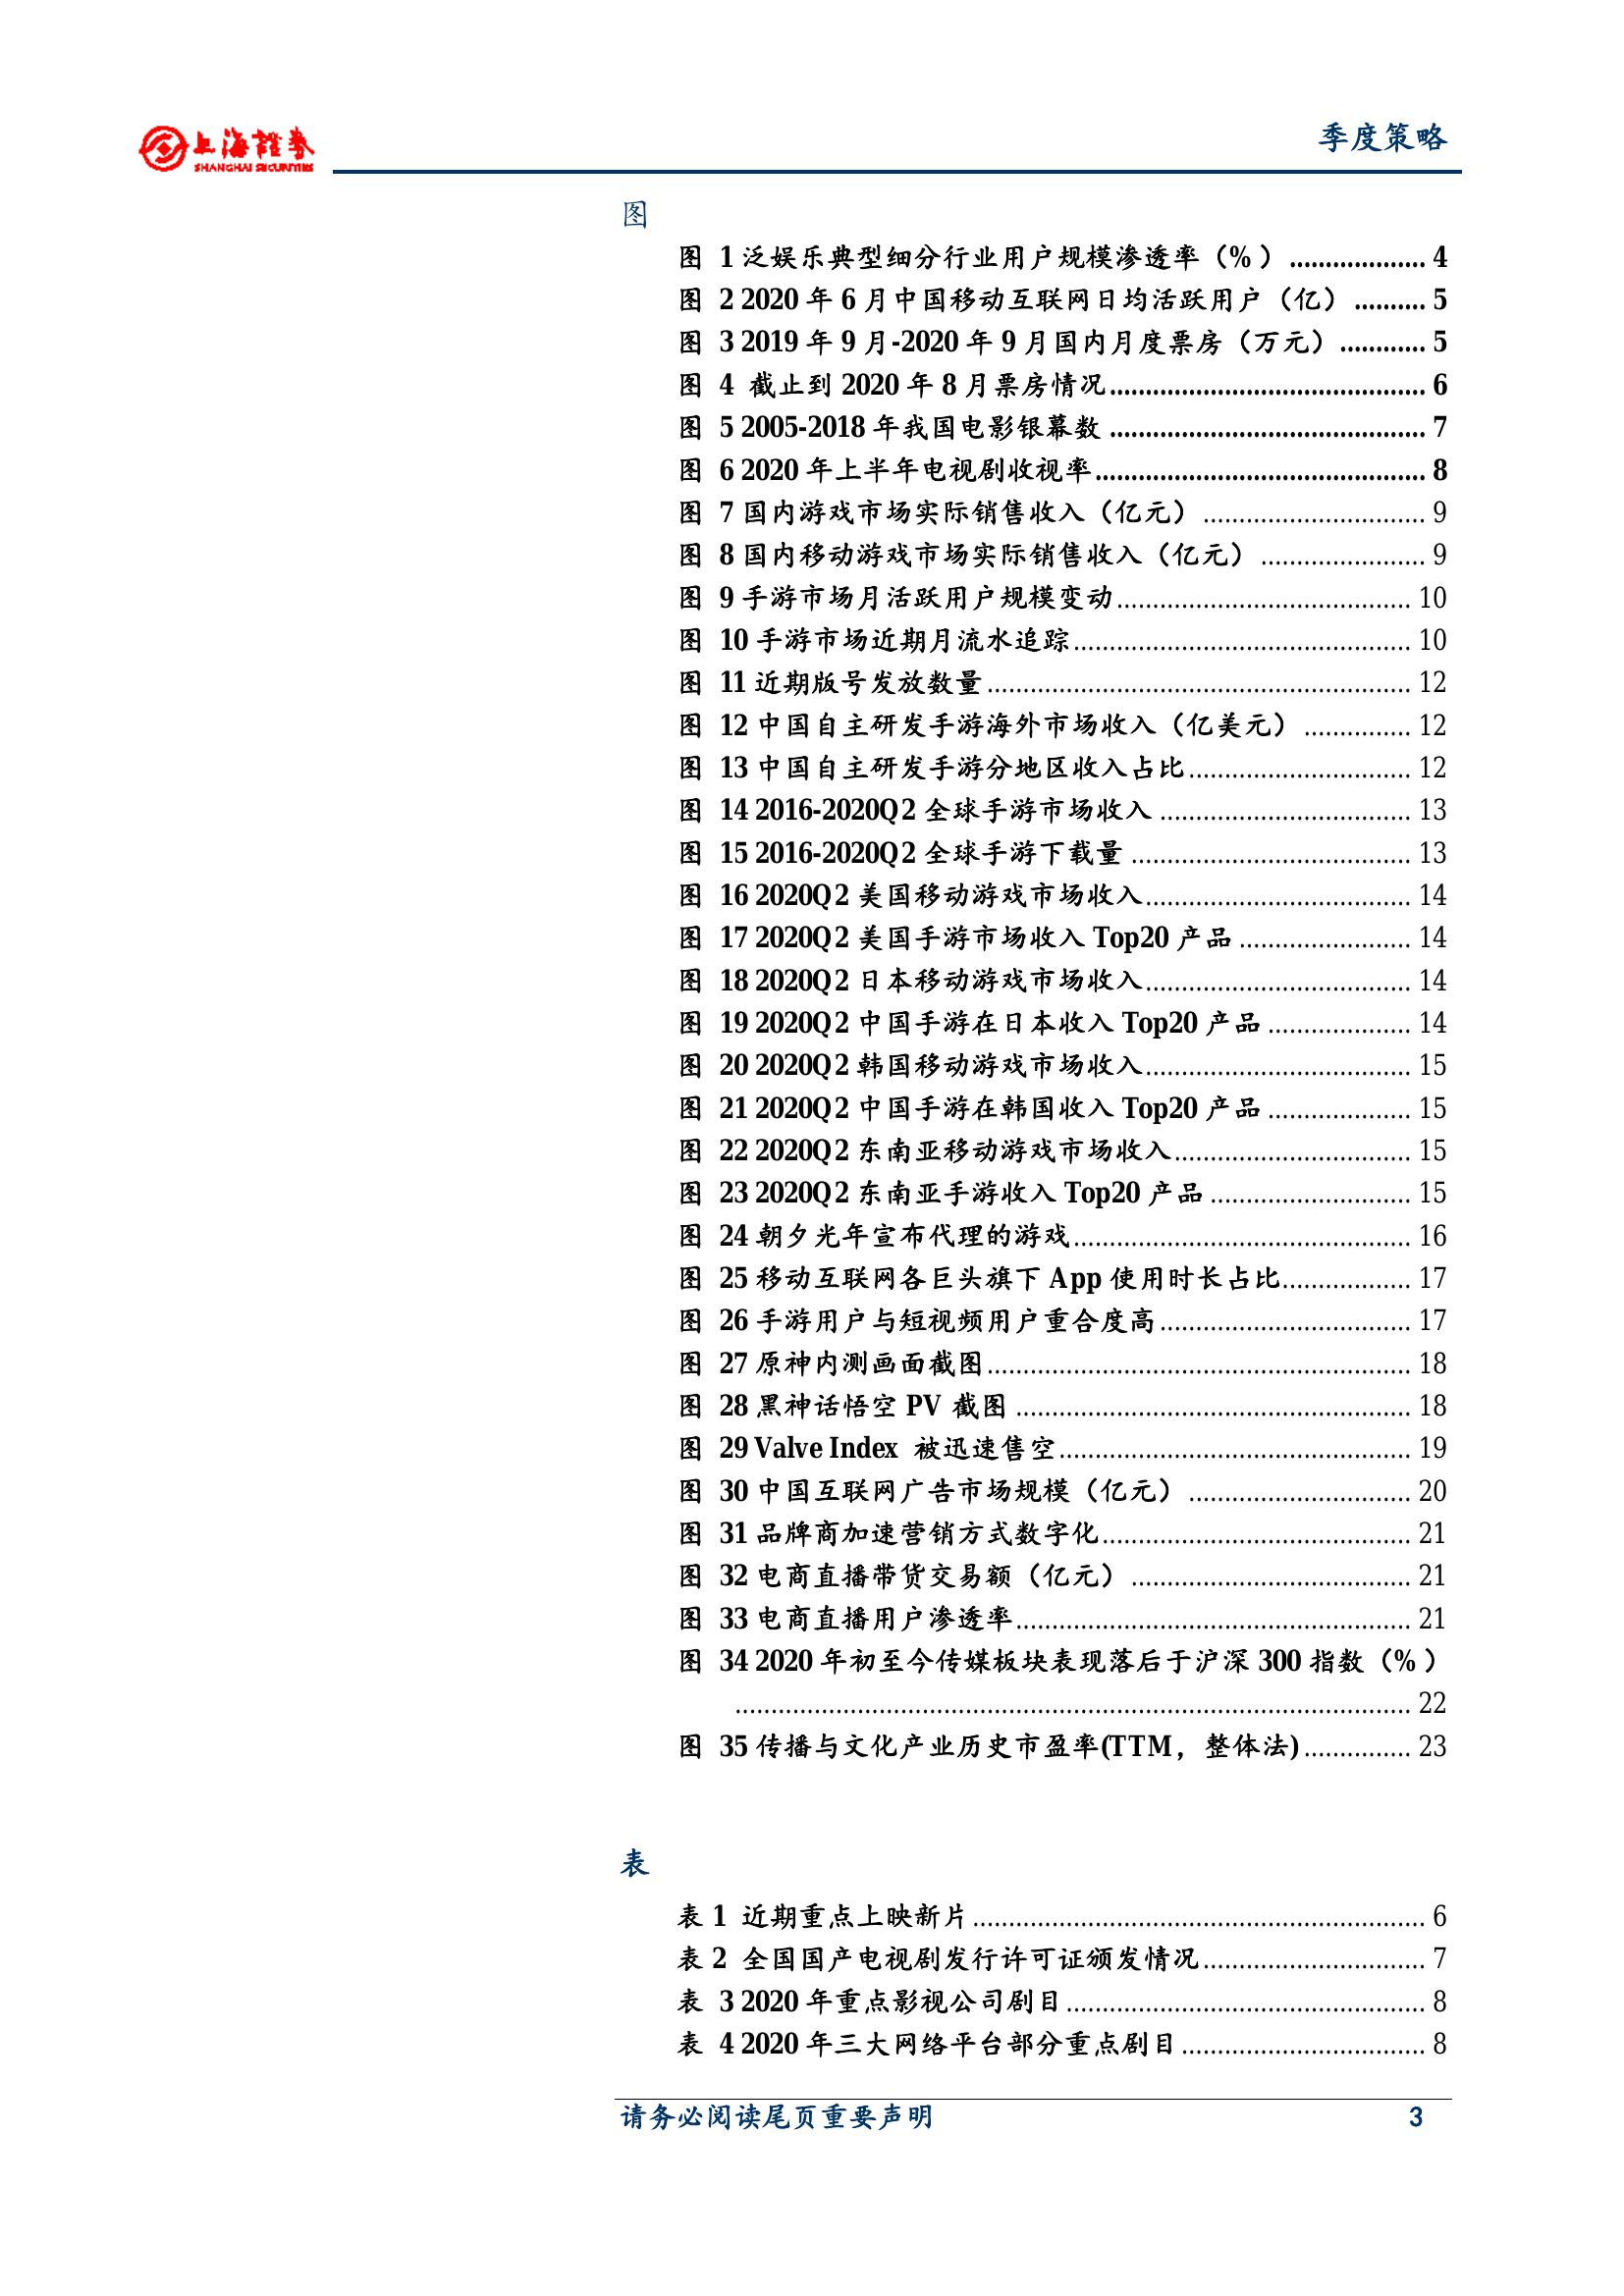 上海證券
SHANGHAI SECURITIES
季度策略
图
图 1 泛娱乐典型细分行业用户规模渗透率（%）................... 4
图 2 2020 年 6 月中国移动互联网日均活跃用户（亿）.......... 5
图 3 2019 年 9 月-2020 年 9 月国内月度票房（万元）............ 5
图 4 截止到 2020 年 8 月票房情况............................................ 6
图 5 2005-2018 年我国电影银幕数............................................ 7
图 6 2020 年上半年电视剧收视率.............................................. 8
图 7 国内游戏市场实际销售收入（亿元）............................... 9
图 8 国内移动游戏市场实际销售收入（亿元）....................... 9
图 9 手游市场月活跃用户规模变动......................................... 10
图 10 手游市场近期月流水追踪............................................... 10
图 11 近期版号发放数量........................................................... 12
图 12 中国自主研发手游海外市场收入（亿美元）............... 12
图 13 中国自主研发手游分地区收入占比............................... 12
图 14 2016-2020Q2 全球手游市场收入................................... 13
图 15 2016-2020Q2 全球手游下载量....................................... 13
图 16 2020Q2 美国移动游戏市场收入..................................... 14
图 17 2020Q2 美国手游市场收入 Top20 产品........................ 14
图 18 2020Q2 日本移动游戏市场收入..................................... 14
图 19 2020Q2 中国手游在日本收入 Top20 产品.................... 14
图 20 2020Q2 韩国移动游戏市场收入..................................... 15
图 21 2020Q2 中国手游在韩国收入 Top20 产品.................... 15
图 22 2020Q2 东南亚移动游戏市场收入................................. 15
图 23 2020Q2 东南亚手游收入 Top20 产品............................ 15
图 24 朝夕光年宣布代理的游戏............................................... 16
图 25 移动互联网各巨头旗下 App 使用时长占比.................. 17
图 26 手游用户与短视频用户重合度高................................... 17
图 27 原神内测画面截图........................................................... 18
图 28 黑神话悟空 PV 截图....................................................... 18
图 29 Valve Index 被迅速售空................................................. 19
图 30 中国互联网广告市场规模（亿元）............................... 20
图 31 品牌商加速营销方式数字化........................................... 21
图 32 电商直播带货交易额（亿元）....................................... 21
图 33 电商直播用户渗透率....................................................... 21
图 34 2020 年初至今传媒板块表现落后于沪深 300 指数（%）
............................................................................................... 22
图 35 传播与文化产业历史市盈率(TTM，整体法)............... 23
表
表 1 近期重点上映新片............................................................... 6
表 2 全国国产电视剧发行许可证颁发情况............................... 7
表 3 2020 年重点影视公司剧目.................................................. 8
表 4 2020 年三大网络平台部分重点剧目.................................. 8
请务必阅读尾页重要声明 3